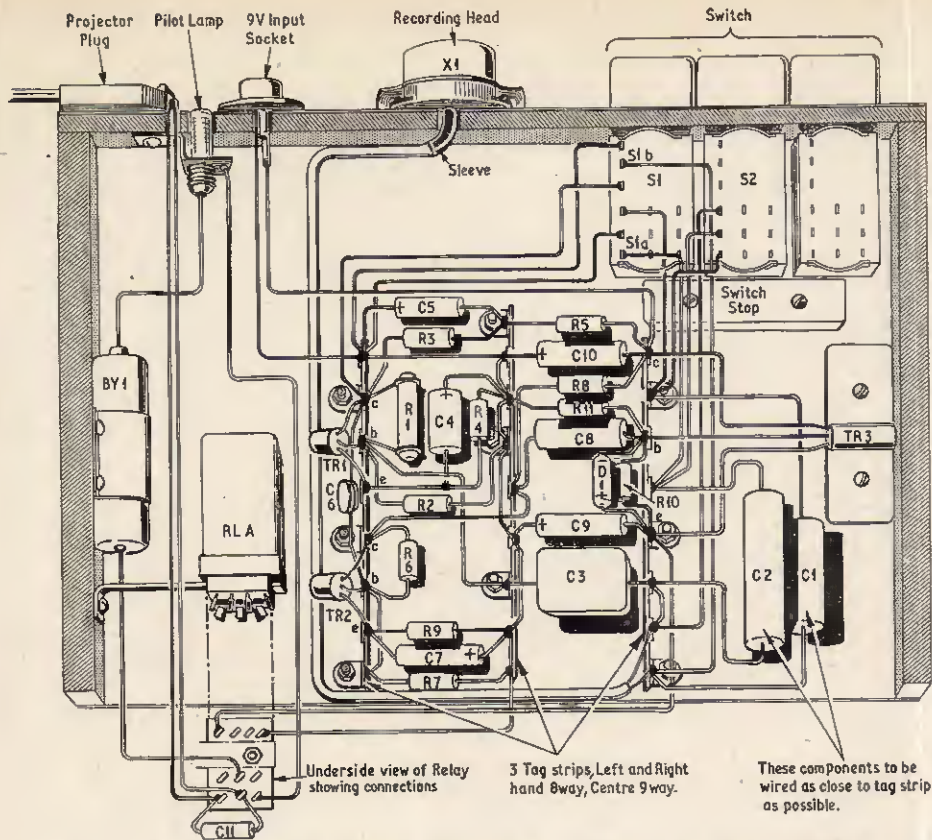 Projector
Plug
Pilot Lamp
9V Input
Socket
Recording Head
Switch
X1
Sleeve
S1b
S1
S2
S1a
Switch
Stop
C5
R3
R5
C10
R8
R11
C8
BY1
R1
C4
R4
c
b
e
TR1
C6
R2
D1
R10
c
b
e
TR3
RLA
C9
C3
C2
C1
c
b
e
R6
TR2
R9
C7
R7
Underside view of Relay
showing connections
C11
3 Tag strips, Left and Right
hand 8way, Centre 9way.
These components to be
wired as close to tag strip
as possible.